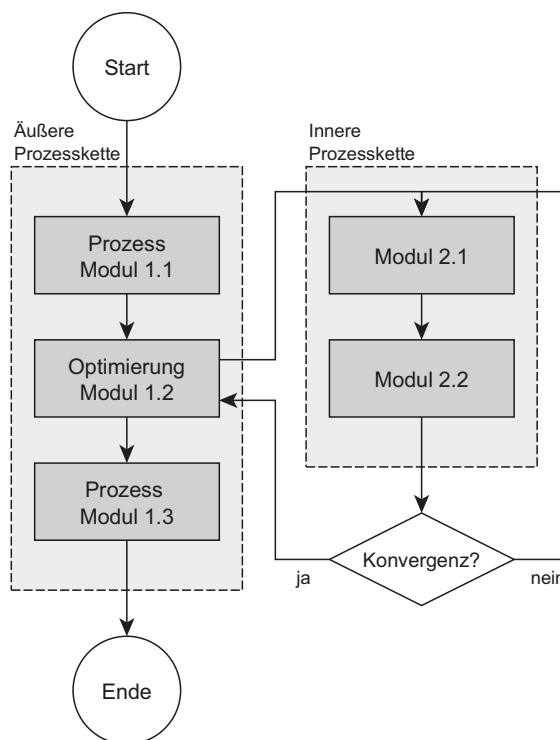 Start
Äußere
Prozesskette
Prozess
Modul 1.1
Optimierung
Modul 1.2
Prozess
Modul 1.3
Ende
Innere
Prozesskette
Modul 2.1
Modul 2.2
Konvergenz?
ja
nein